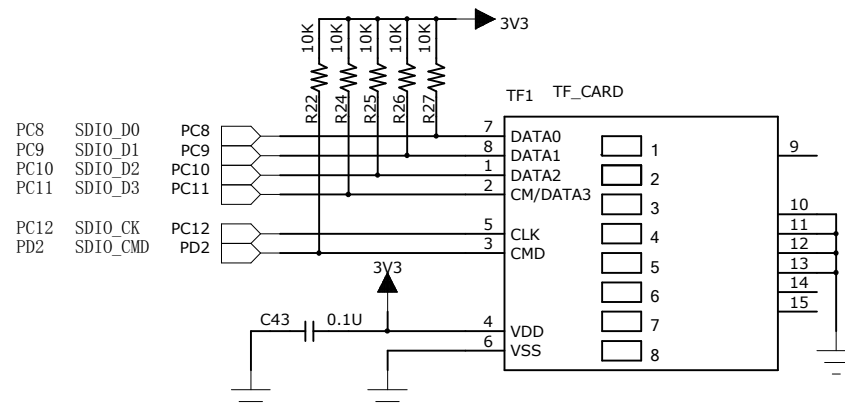 3V3
10K 10K 10K 10K 10K
R22 R24 R25 R26 R27
TF1 TF_CARD
PC8 SDIO_D0 PC8 7 DATA0
PC9 SDIO_D1 PC9 8 DATA1
PC10 SDIO_D2 PC10 1 DATA2
PC11 SDIO_D3 PC11 2 CM/DATA3
PC12 SDIO_CK PC12 5 CLK
PD2 SDIO_CMD PD2 3 CMD
3V3
C43 0.1U 4 VDD
6 VSS
1
2
3
4
5
6
7
8
9
10
11
12
13
14
15